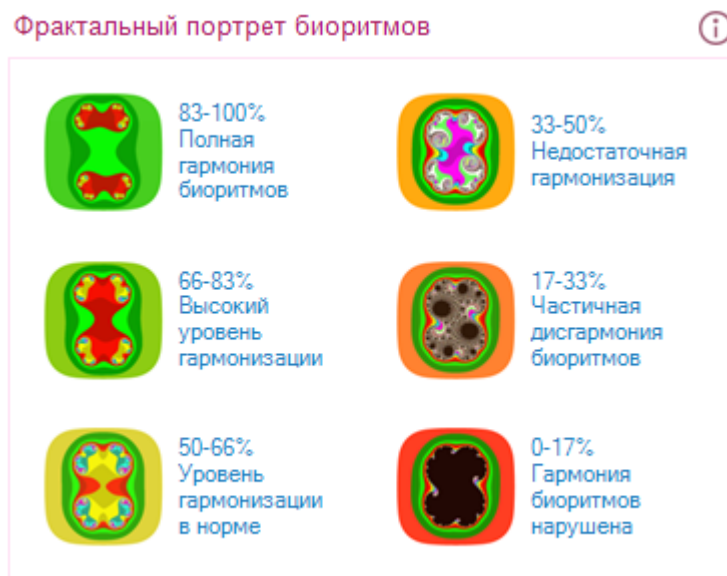 Фрактальный портрет биоритмов
83-100%
Полная
гармония
биоритмов
66-83%
Высокий
уровень
гармонизации
50-66%
Уровень
гармонизации
в норме
33-50%
Недостаточная
гармонизация
17-33%
Частичная
дисгармония
биоритмов
0-17%
Гармония
биоритмов
нарушена